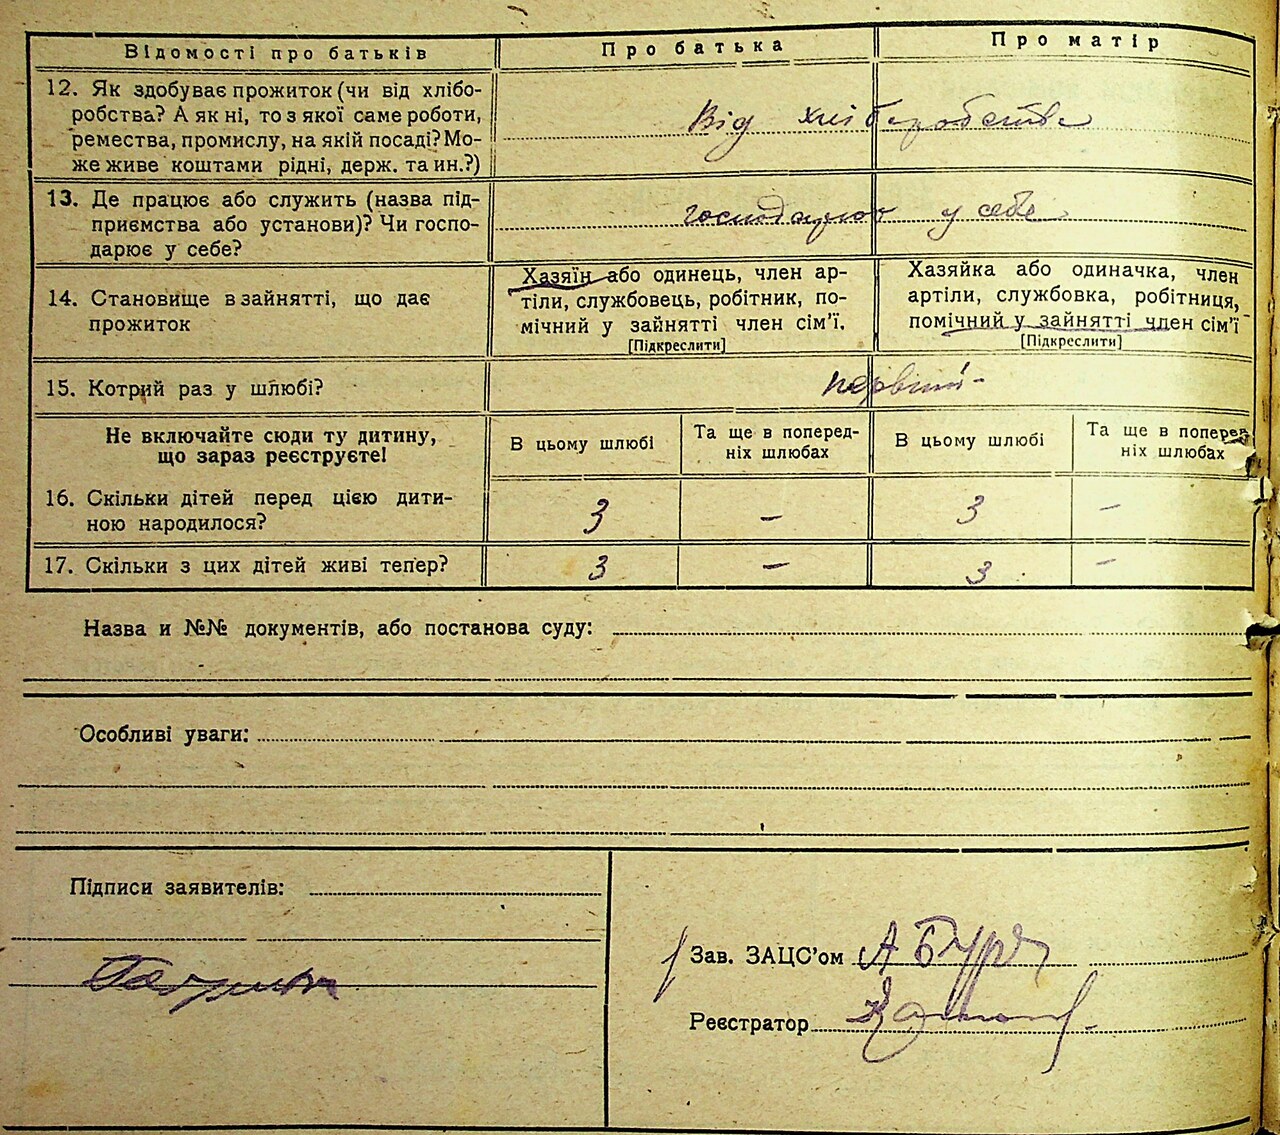 Відомості про батьків Про батька Про матір
12. Як здобуває прожиток (чи від хлібо-
робства? А як ні, то з якої саме роботи,
ремества, промислу, на якій посаді? Мо-
же живе коштами рідні, держ. та ин.?)
Від хліборобства
13. Де працює або служить (назва під-
приємства або установи)? Чи госпо-
дарює у себе?
господарює у себе
14. Становище в зайнятті, що дає
прожиток
Хазяїн або одинець, член ар-
тіли, службовець, робітник, по-
мічний у зайнятті член сім'ї.
[Підкреслити]
Хазяйка або одиначка, член
артіли, службовка, робітниця,
помічний у зайнятті член сім'ї
[Підкреслити]
15. Котрий раз у шлюбі?
первший
Не включайте сюди ту дитину,
що зараз реєструєте!
В цьому шлюбі
Та ще в поперед-
ніх шлюбах
В цьому шлюбі
Та ще в поперед-
ніх шлюбах
16. Скільки дітей перед цією дити-
ною народилося?
3 – 3 –
17. Скільки з цих дітей живі тепер?
3 – 3 –
Назва и №№ документів, або постанова суду:
Особливі уваги:
Підписи заявителів:
Зав. ЗАЦС'ом
Реєстратор